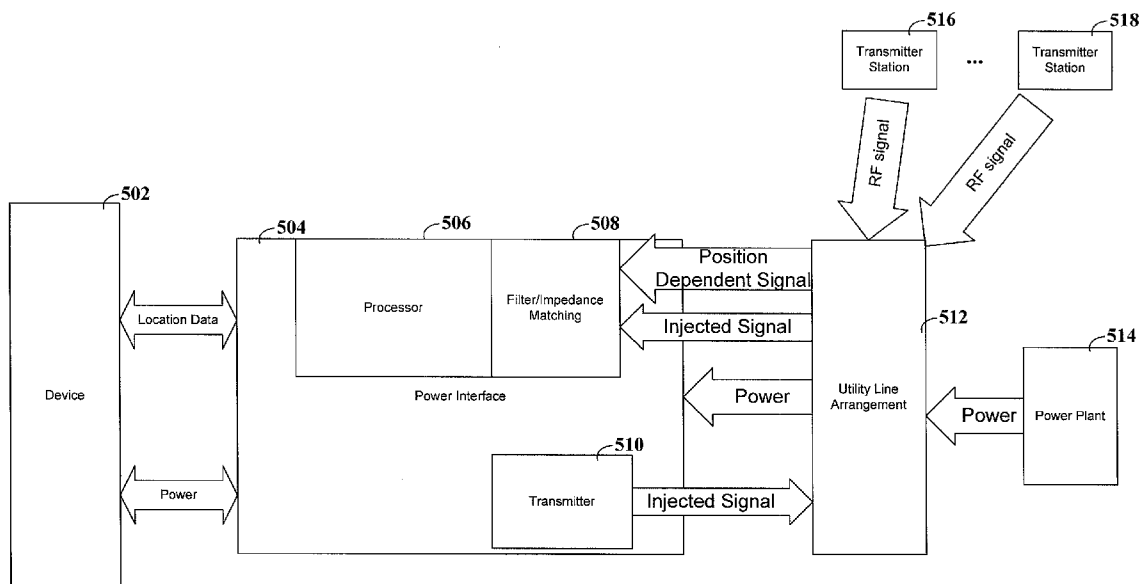 516
Transmitter
Station
...
518
Transmitter
Station
RF signal
RF signal
502
Device
504
506
Processor
508
Filter/Impedance
Matching
Position
Dependent Signal
Injected Signal
512
Utility Line
Arrangement
514
Power Plant
Location Data
Power Interface
Power
Power
Power
510
Transmitter
Injected Signal